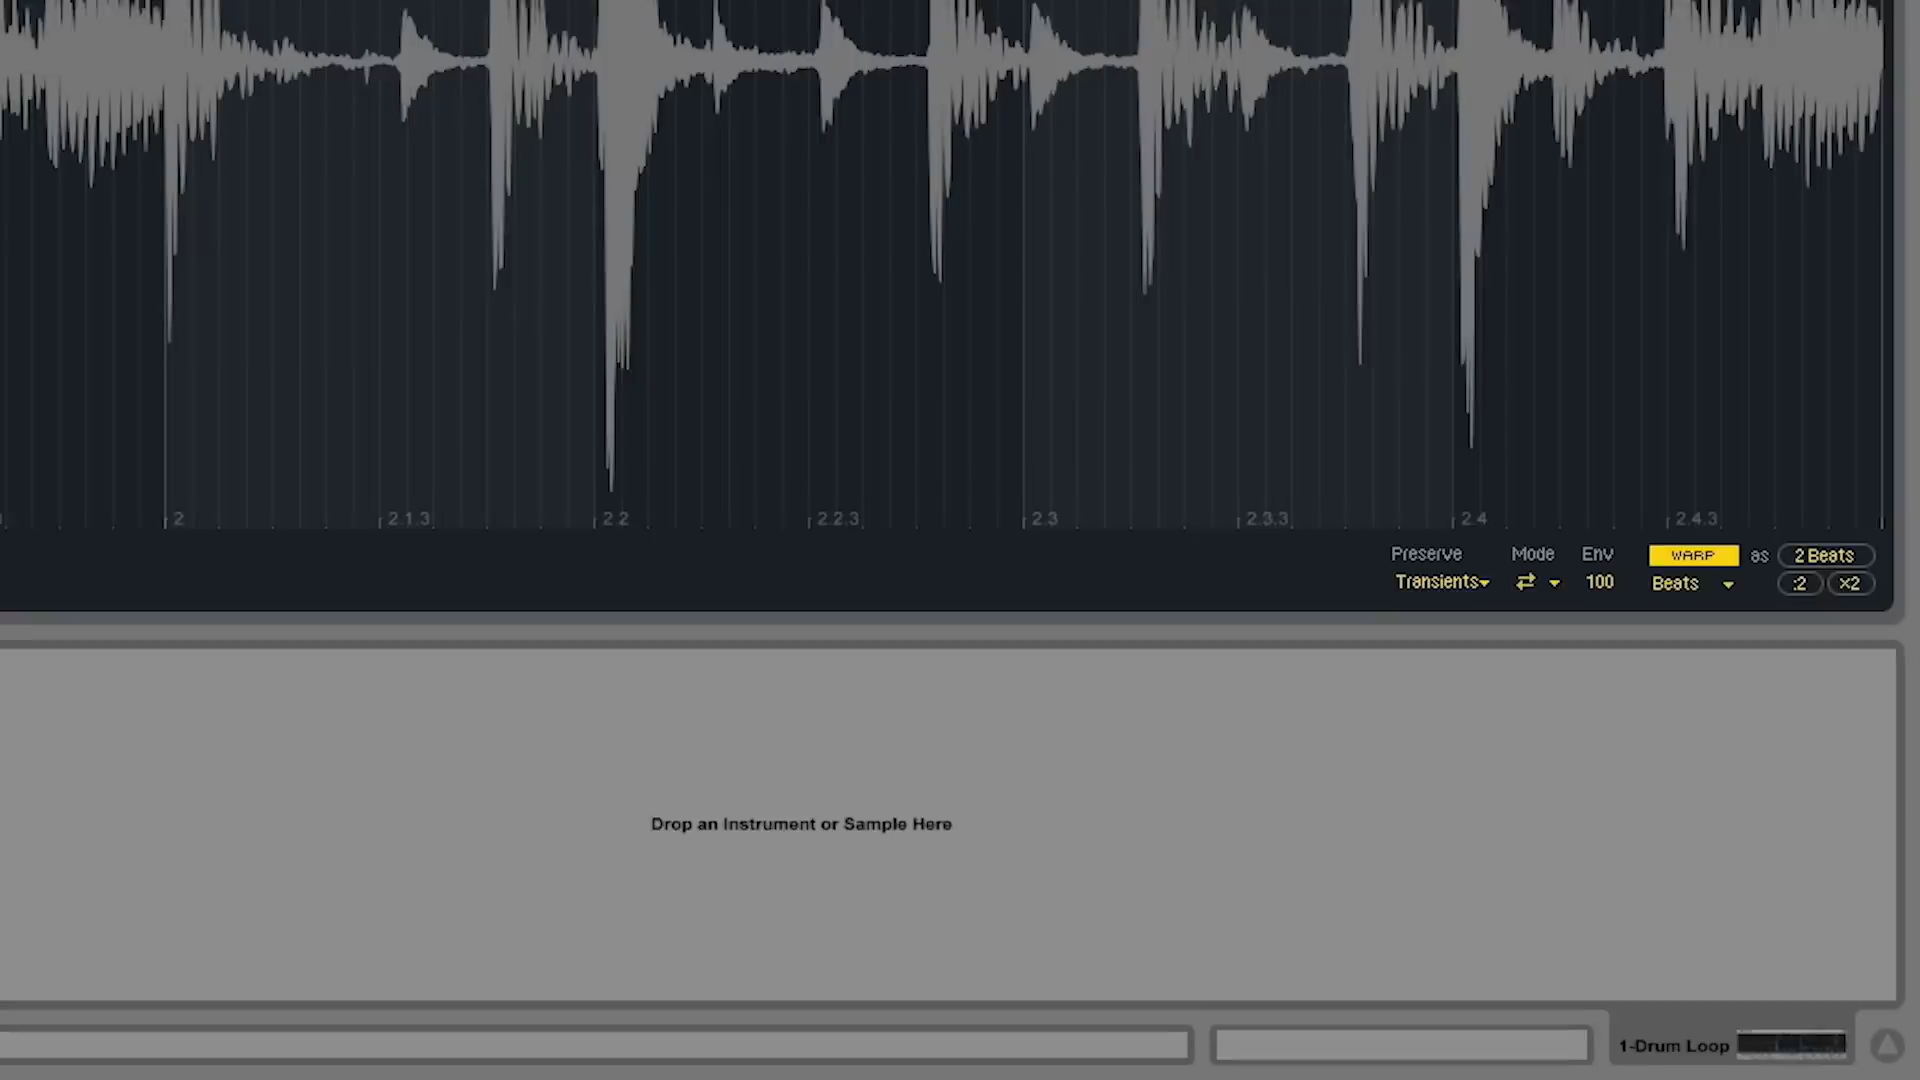 2 2.1.3 2.2 2.2.3 2.3 2.3.3 2.4 2.4.3
Preserve Mode Env WARP as 2 Beats
Transients 100 Beats :2 ×2
Drop an Instrument or Sample Here
1-Drum Loop